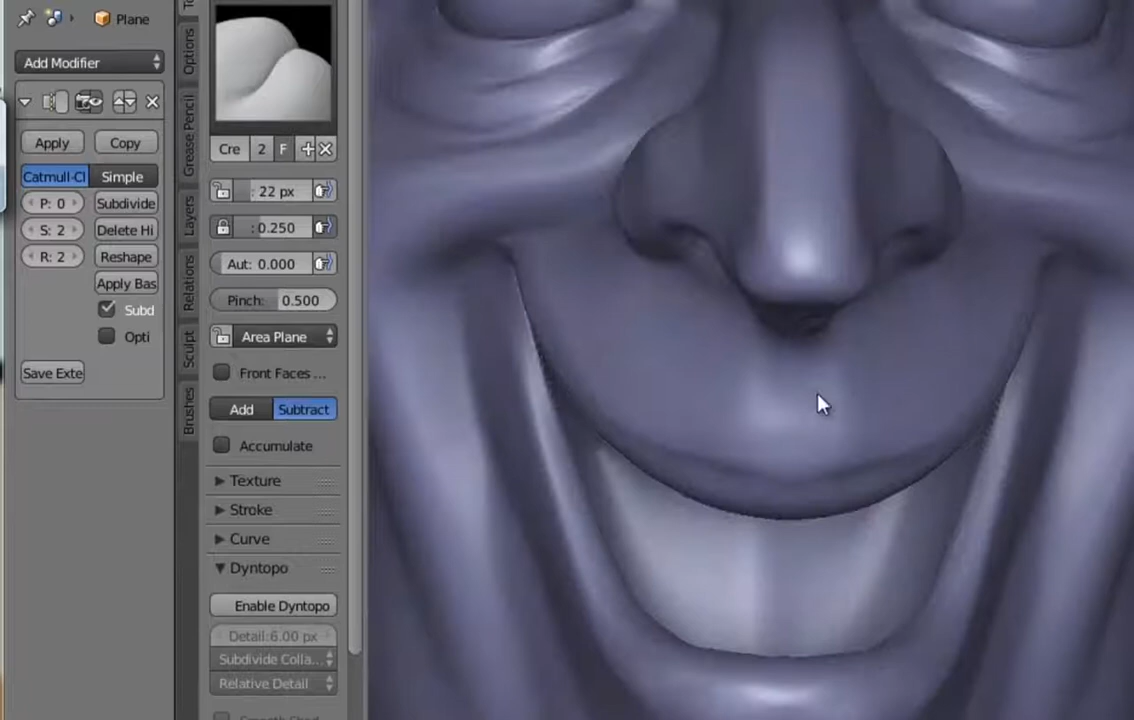 Plane
Add Modifier
Apply Copy
Catmull-Cl Simple
P: 0 Subdivide
S: 2 Delete Hi
R: 2 Reshape
Apply Bas
Subd
Opti
Save Exte
Options
Grease Pencil
Layers
Relations
Sculpt
Brushes
Cre 2 F
: 22 px
: 0.250
Aut: 0.000
Pinch: 0.500
Area Plane
Front Faces ...
Add Subtract
Accumulate
Texture
Stroke
Curve
Dyntopo
Enable Dyntopo
Detail:6.00 px
Subdivide Colla...
Relative Detail